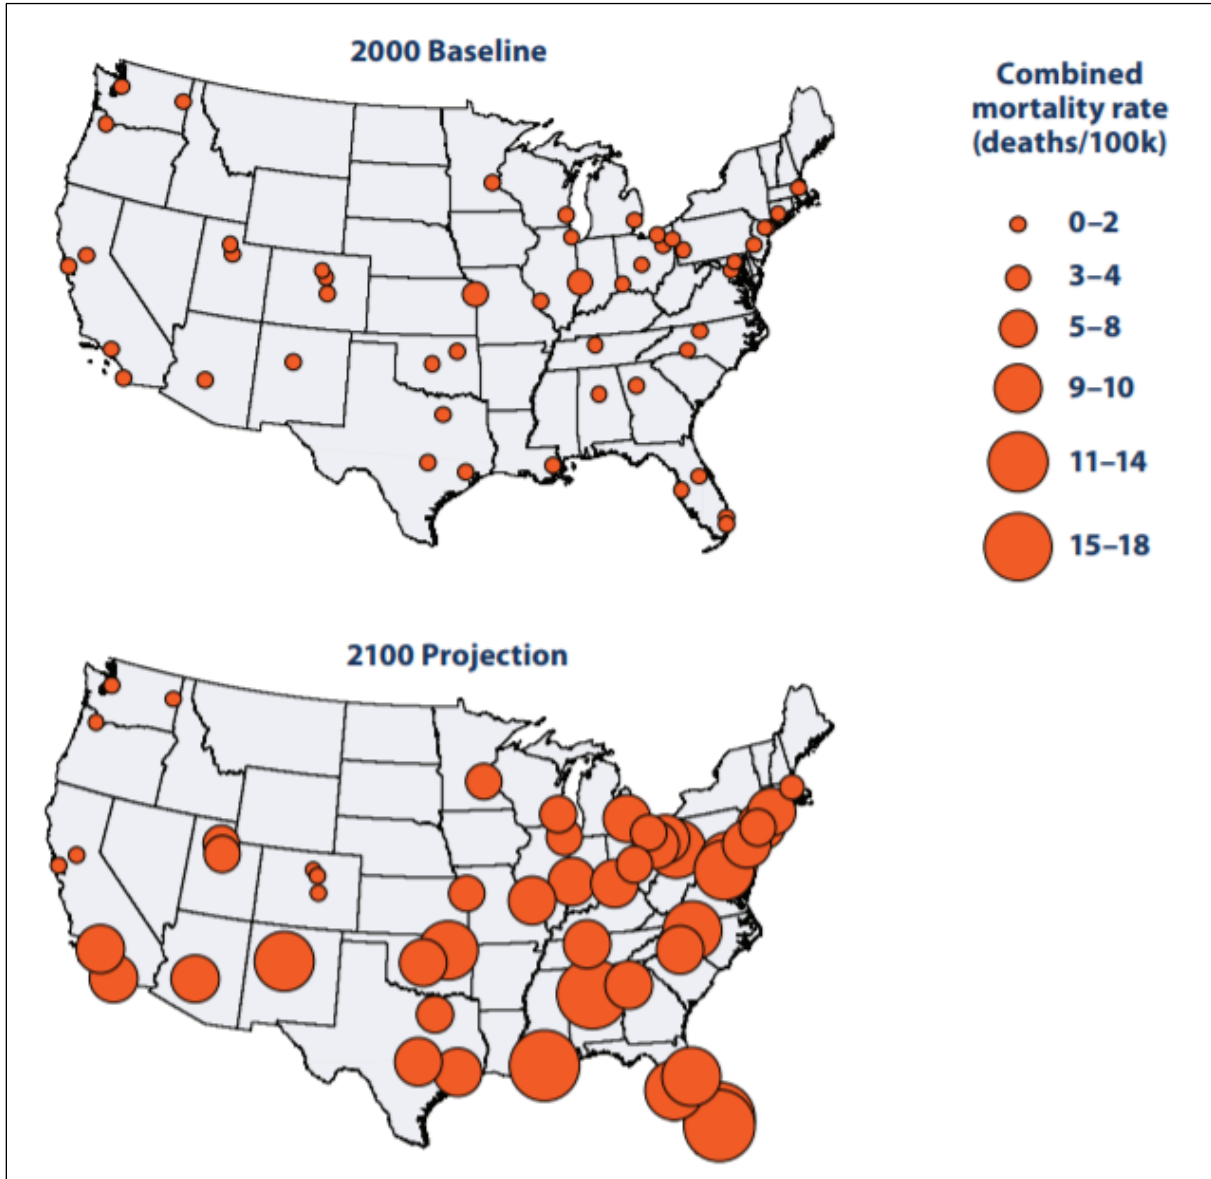 2000 Baseline
Combined
mortality rate
(deaths/100k)
0–2
3–4
5–8
9–10
11–14
15–18
2100 Projection